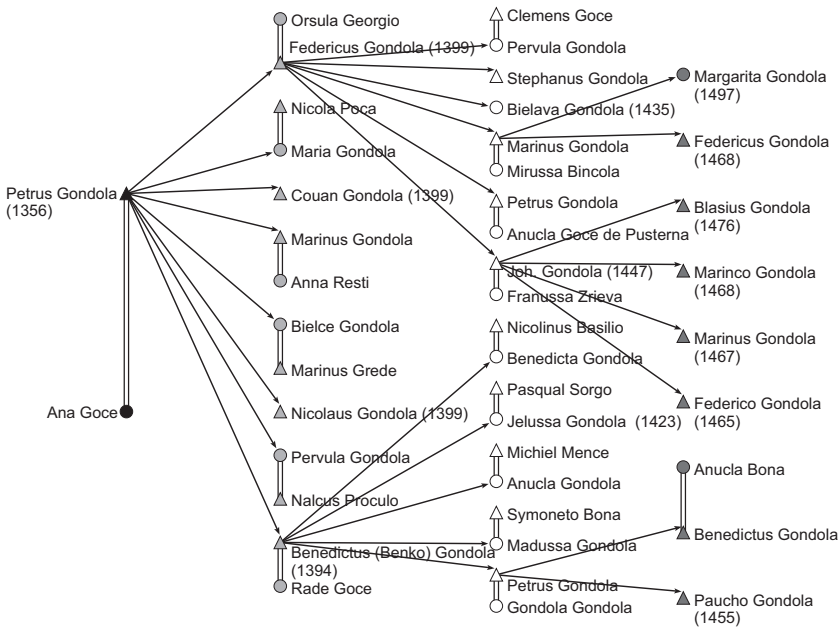 Petrus Gondola
(1356)
Ana Goce
Orsula Georgio
Federicus Gondola (1399)
Nicola Poca
Maria Gondola
Couan Gondola (1399)
Marinus Gondola
Anna Resti
Bielce Gondola
Marinus Grede
Nicolaus Gondola (1399)
Pervula Gondola
Nalcus Proculo
Benedictus (Benko) Gondola
(1394)
Rade Goce
Clemens Goce
Pervula Gondola
Stephanus Gondola
Bielava Gondola (1435)
Marinus Gondola
Mirussa Bincola
Petrus Gondola
Anucla Goce de Pusterna
Joh. Gondola (1447)
Franussa Zrieva
Nicolinus Basilio
Benedicta Gondola
Pasqual Sorgo
Jelussa Gondola (1423)
Michiel Mence
Anucla Gondola
Symoneto Bona
Madussa Gondola
Petrus Gondola
Gondola Gondola
Margarita Gondola
(1497)
Federicus Gondola
(1468)
Blasius Gondola
(1476)
Marinco Gondola
(1468)
Marinus Gondola
(1467)
Federico Gondola
(1465)
Anucla Bona
Benedictus Gondola
Paucho Gondola
(1455)